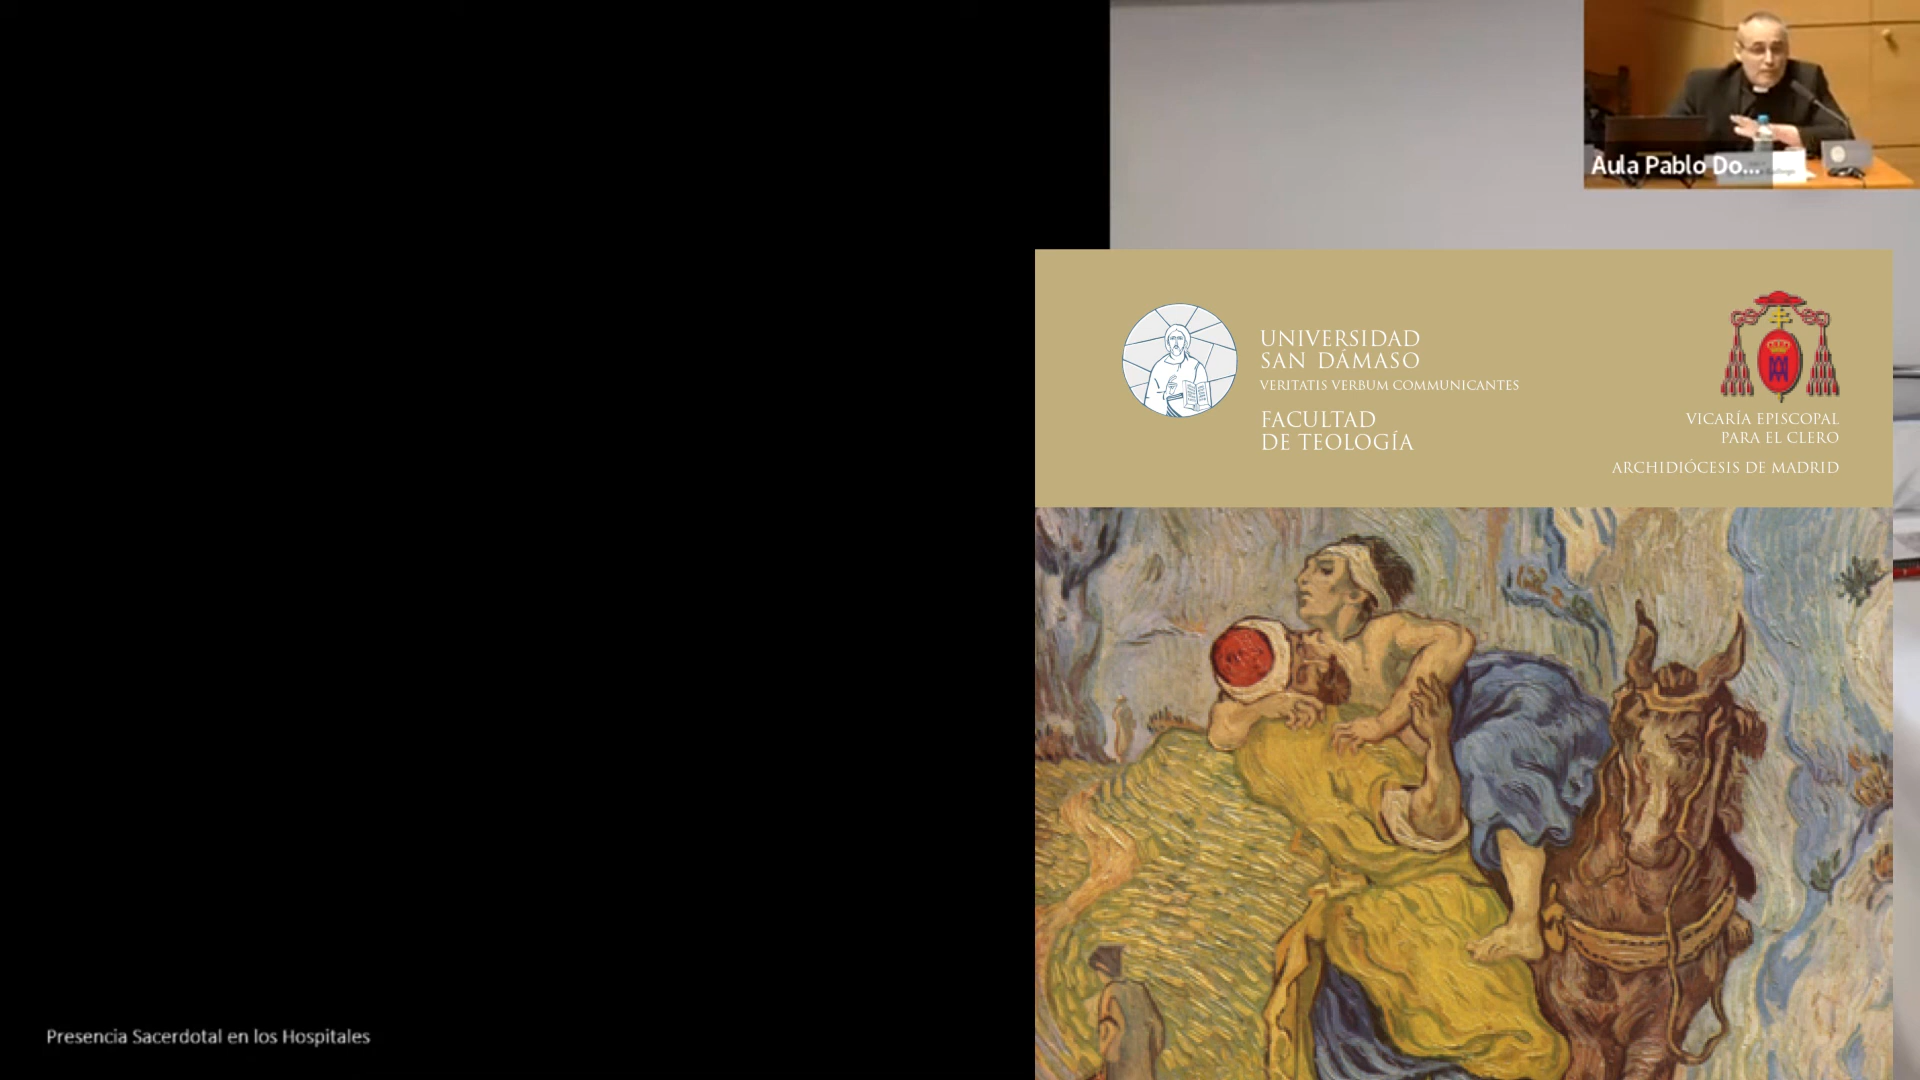 Aula Pablo Do...
UNIVERSIDAD
SAN DÁMASO
VERITATIS VERBUM COMMUNICANTES
FACULTAD
DE TEOLOGÍA
VICARÍA EPISCOPAL
PARA EL CLERO
ARCHIDIÓCESIS DE MADRID
Presencia Sacerdotal en los Hospitales